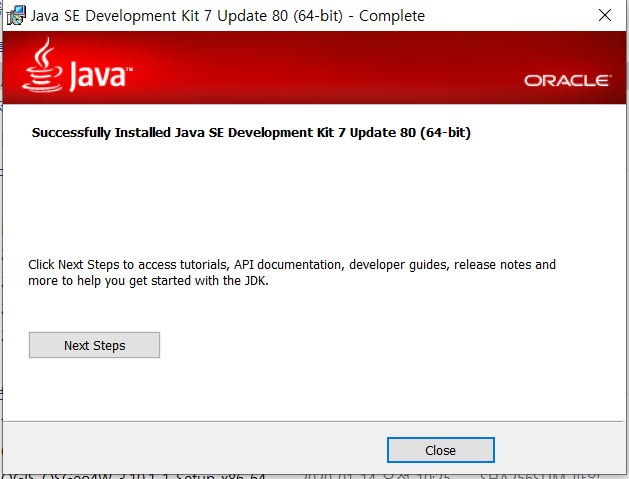 Java SE Development Kit 7 Update 80 (64-bit) - Complete
Java™
ORACLE
Successfully Installed Java SE Development Kit 7 Update 80 (64-bit)
Click Next Steps to access tutorials, API documentation, developer guides, release notes and
more to help you get started with the JDK.
Next Steps
Close